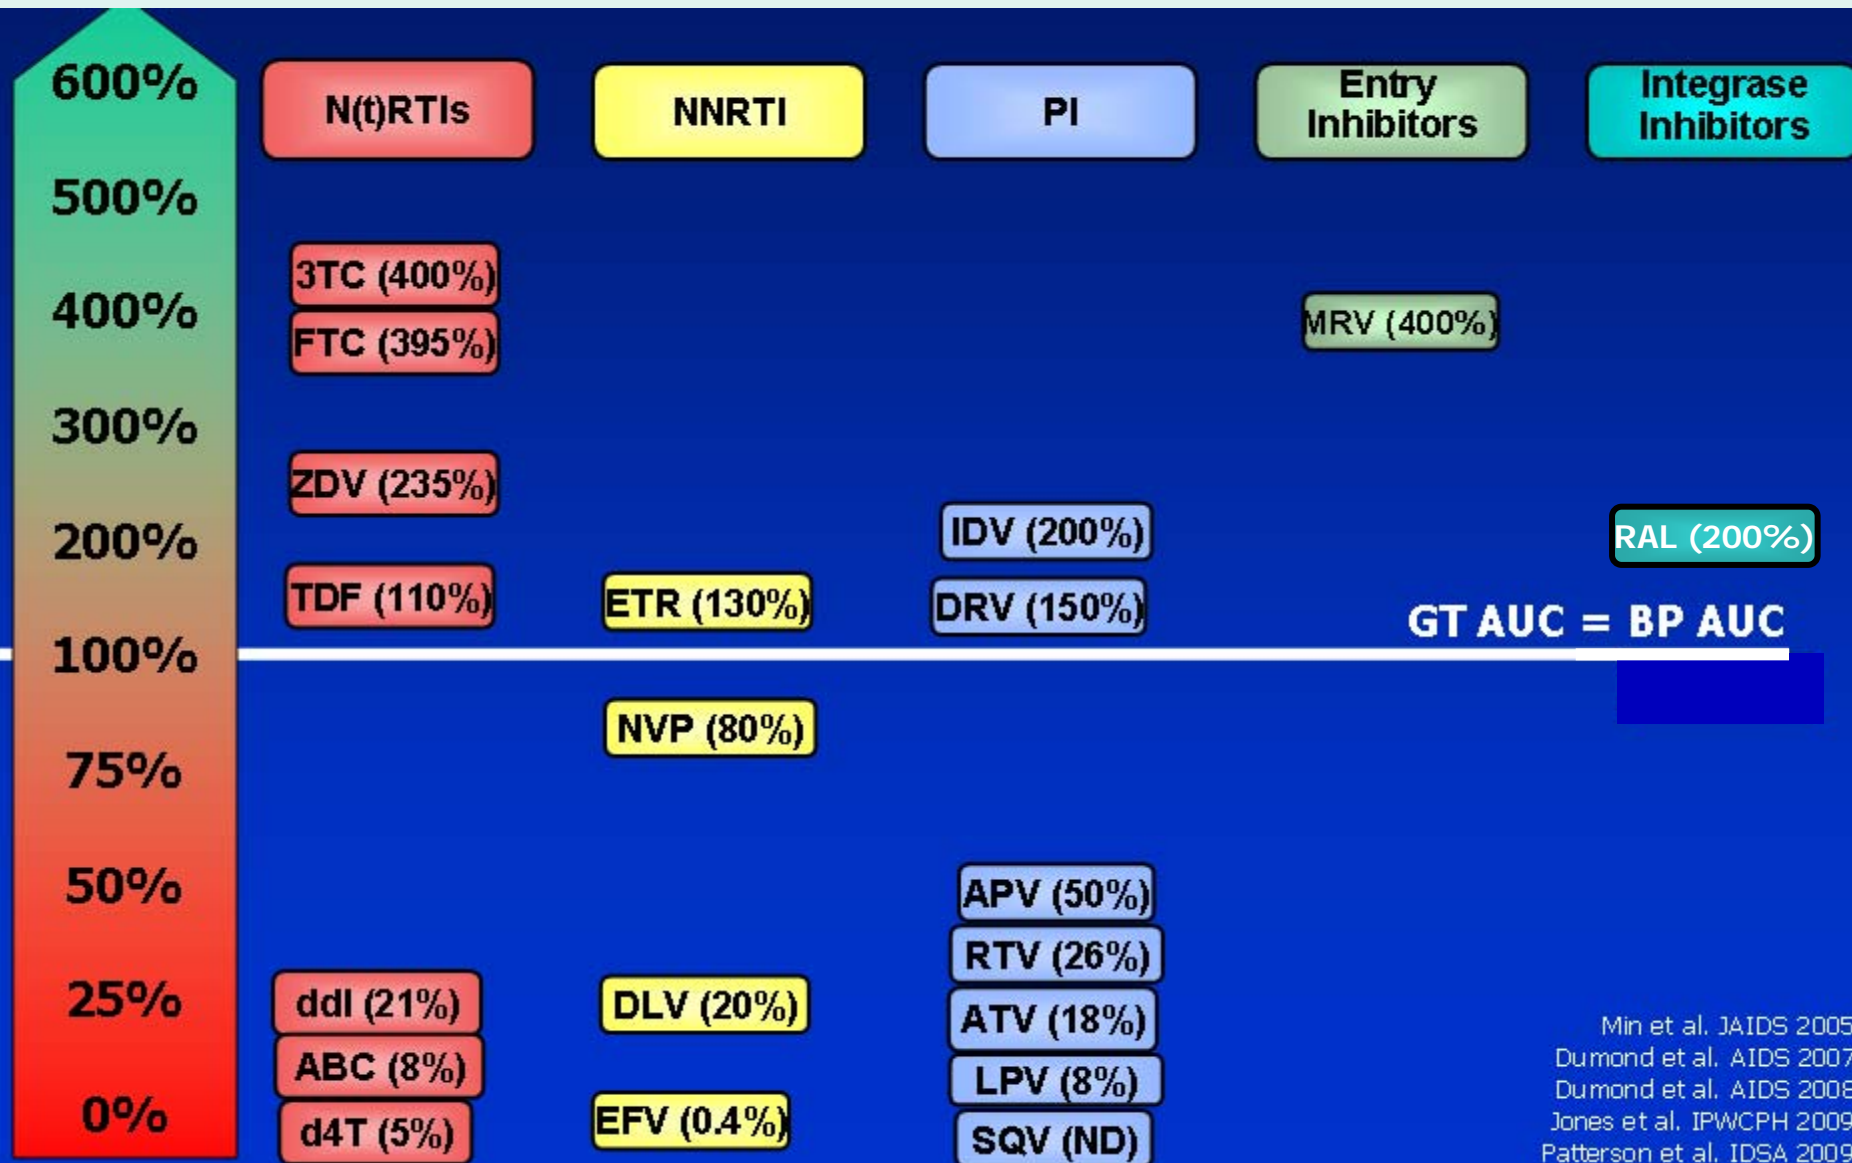 600%
500%
400%
300%
200%
100%
75%
50%
25%
0%
N(t)RTIs
3TC (400%)
FTC (395%)
ZDV (235%)
TDF (110%)
ddI (21%)
ABC (8%)
d4T (5%)
NNRTI
ETR (130%)
NVP (80%)
DLV (20%)
EFV (0.4%)
PI
IDV (200%)
DRV (150%)
APV (50%)
RTV (26%)
ATV (18%)
LPV (8%)
SQV (ND)
Entry
Inhibitors
MRV (400%)
Integrase
Inhibitors
RAL (200%)
GT AUC = BP AUC
Min et al. JAIDS 2005
Dumond et al. AIDS 2007
Dumond et al. AIDS 2008
Jones et al. IPWCPH 2009
Patterson et al. IDSA 2009